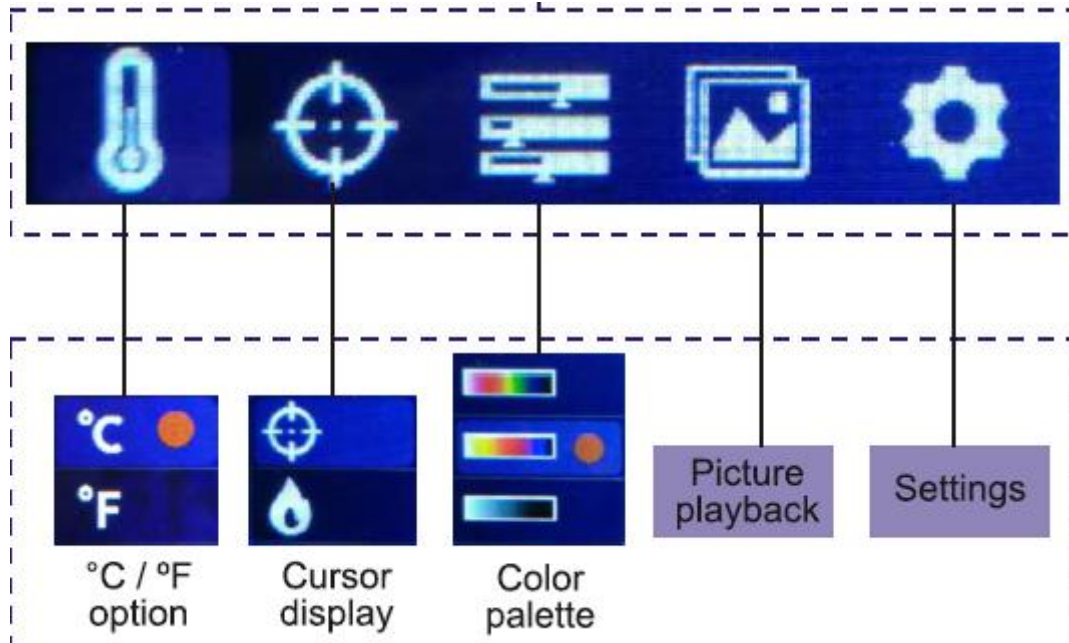 °C
°F
Picture
playback
Settings
°C / ºF
option
Cursor
display
Color
palette